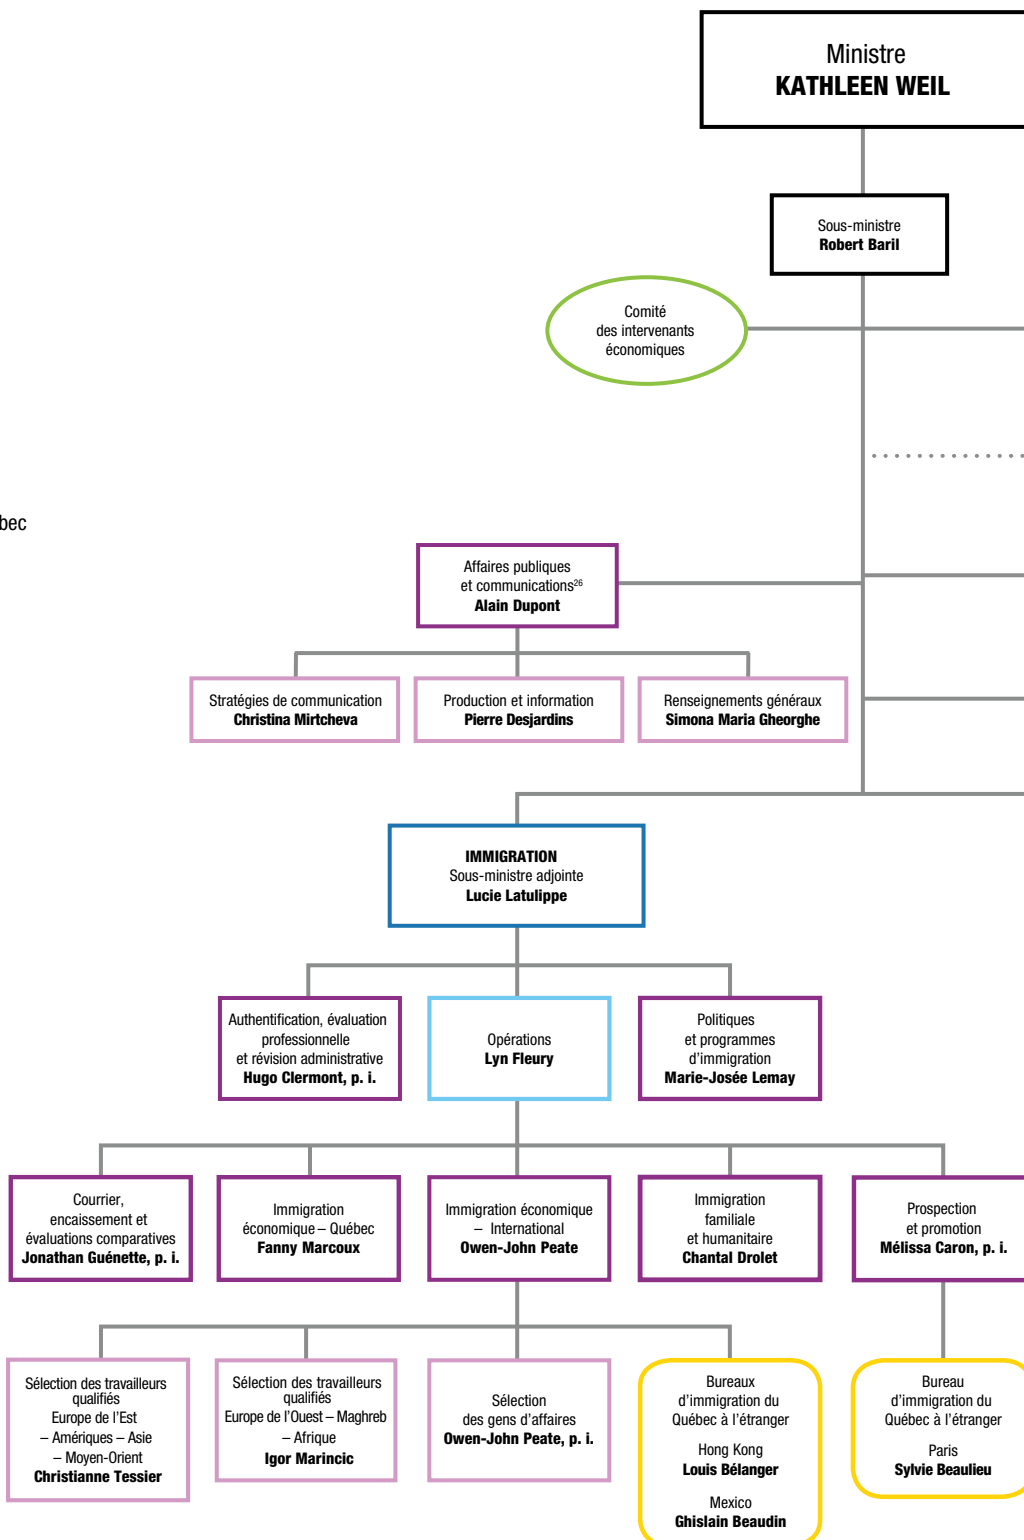 Ministre
KATHLEEN WEIL
Sous-ministre
Robert Baril
Comité
des intervenants
économiques
bec
Affaires publiques
et communications26
Alain Dupont
Stratégies de communication
Christina Mirtcheva
Production et information
Pierre Desjardins
Renseignements généraux
Simona Maria Gheorghe
IMMIGRATION
Sous-ministre adjointe
Lucie Latulippe
Authentification, évaluation
professionnelle
et révision administrative
Hugo Clermont, p. i.
Opérations
Lyn Fleury
Politiques
et programmes
d'immigration
Marie-Josée Lemay
Courrier,
encaissement et
évaluations comparatives
Jonathan Guénette, p. i.
Immigration
économique – Québec
Fanny Marcoux
Immigration économique
– International
Owen-John Peate
Immigration
familiale
et humanitaire
Chantal Drolet
Prospection
et promotion
Mélissa Caron, p. i.
Sélection des travailleurs
qualifiés
Europe de l'Est
– Amériques – Asie
– Moyen-Orient
Christianne Tessier
Sélection des travailleurs
qualifiés
Europe de l'Ouest – Maghreb
– Afrique
Igor Marincic
Sélection
des gens d'affaires
Owen-John Peate, p. i.
Bureaux
d'immigration du
Québec à l'étranger
Hong Kong
Louis Bélanger
Mexico
Ghislain Beaudin
Bureau
d'immigration du
Québec à l'étranger
Paris
Sylvie Beaulieu